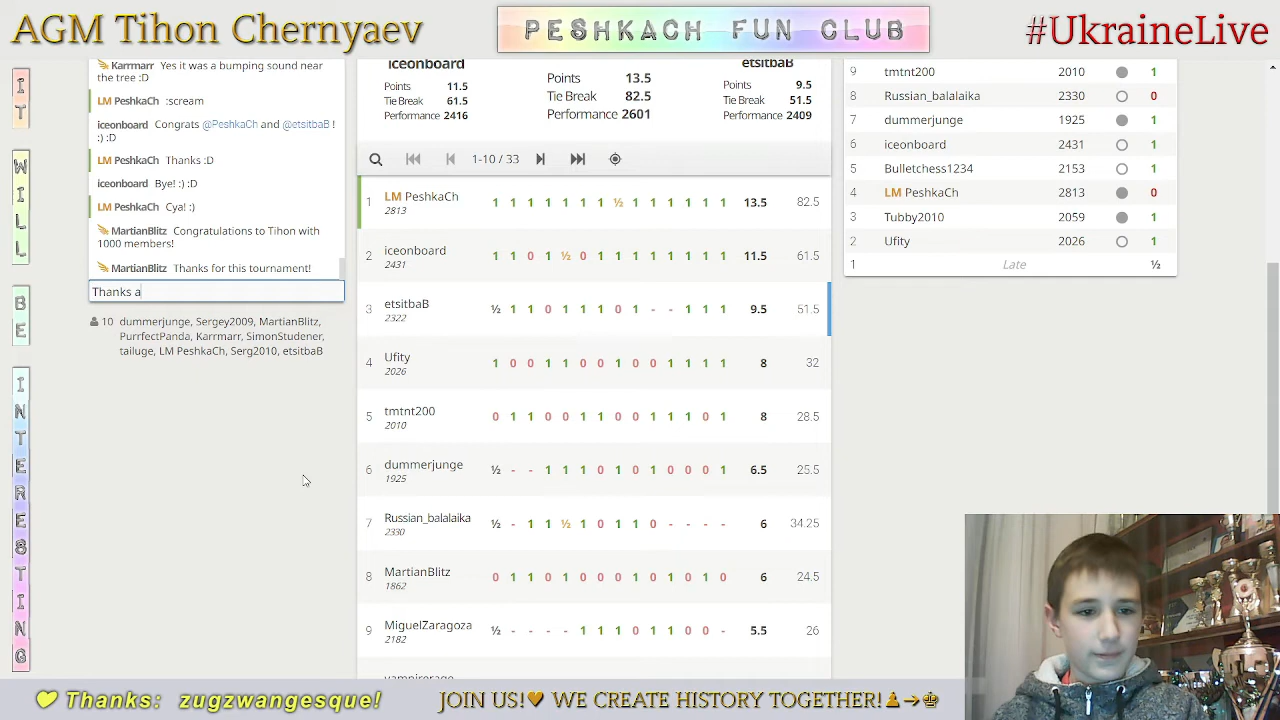 AGM Tihon Chernyaev
PESHKACH FUN CLUB
#UkraineLive
IT
WILL
BE
INTERESTING
Karrmarr Yes it was a bumping sound near
the tree :D
LM PeshkaCh :scream
iceonboard Congrats @PeshkaCh and @etsitbaB !
:) :D
LM PeshkaCh Thanks :D
iceonboard Bye! :) :D
LM PeshkaCh Cya! :)
MartianBlitz Congratulations to Tihon with
1000 members!
MartianBlitz Thanks for this tournament!
Thanks a
10 dummerjunge, Sergey2009, MartianBlitz,
PurrfectPanda, Karrmarr, SimonStudener,
tailuge, LM PeshkaCh, Serg2010, etsitbaB
iceonboard
Points 11.5
Tie Break 61.5
Performance 2416
Points 13.5
Tie Break 82.5
Performance 2601
etsitbaB
Points 9.5
Tie Break 51.5
Performance 2409
1-10 / 33
1 LM PeshkaCh 1 1 1 1 1 1 1 ½ 1 1 1 1 1 1 13.5 82.5
2813
2 iceonboard 1 1 0 1 ½ 0 1 1 1 1 1 1 1 1 11.5 61.5
2431
3 etsitbaB ½ 1 1 0 1 1 1 0 1 - - 1 1 1 9.5 51.5
2322
4 Ufity 1 0 0 1 1 0 0 1 0 0 1 1 1 1 8 32
2026
5 tmtnt200 0 1 1 0 0 1 1 0 0 1 1 1 0 1 8 28.5
2010
6 dummerjunge ½ - - 1 1 1 0 1 0 1 0 0 0 1 6.5 25.5
1925
7 Russian_balalaika ½ - 1 1 ½ 1 0 1 1 0 - - - - 6 34.25
2330
8 MartianBlitz 0 1 1 0 1 0 0 0 1 0 1 0 1 0 6 24.5
1862
9 MiguelZaragoza ½ - - - - 1 1 1 0 1 1 0 0 - 5.5 26
2182
vampirerage
9 tmtnt200 2010 1
8 Russian_balalaika 2330 0
7 dummerjunge 1925 1
6 iceonboard 2431 1
5 Bulletchess1234 2153 1
4 LM PeshkaCh 2813 0
3 Tubby2010 2059 1
2 Ufity 2026 1
1 Late ½
Thanks: zugzwangesque!
JOIN US!🧡 WE CREATE HISTORY TOGETHER!♟→♚